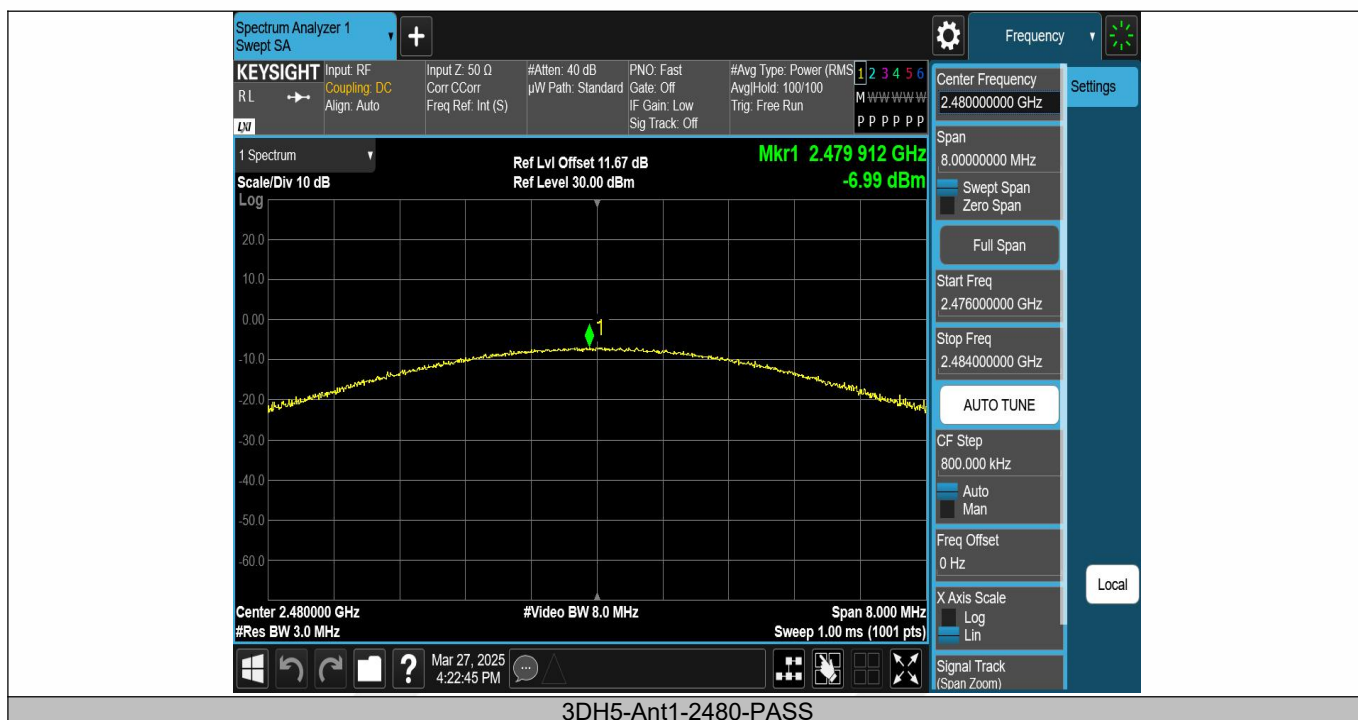 Spectrum Analyzer 1
Swept SA
+
Frequency
KEYSIGHT
RL
LXI
Input: RF
Coupling: DC
Align: Auto
Input Z: 50 Ω
Corr CCorr
Freq Ref: Int (S)
#Atten: 40 dB
µW Path: Standard
PNO: Fast
Gate: Off
IF Gain: Low
Sig Track: Off
#Avg Type: Power (RMS
Avg|Hold: 100/100
Trig: Free Run
1 2 3 4 5 6
M W W W W W
P P P P P P
1 Spectrum
Scale/Div 10 dB
Log
Ref Lvl Offset 11.67 dB
Ref Level 30.00 dBm
Mkr1 2.479 912 GHz
-6.99 dBm
20.0
10.0
0.00
-10.0
-20.0
-30.0
-40.0
-50.0
-60.0
1
Center 2.480000 GHz
#Res BW 3.0 MHz
#Video BW 8.0 MHz
Span 8.000 MHz
Sweep 1.00 ms (1001 pts)
?
Mar 27, 2025
4:22:45 PM
Center Frequency
2.480000000 GHz
Settings
Span
8.00000000 MHz
Swept Span
Zero Span
Full Span
Start Freq
2.476000000 GHz
Stop Freq
2.484000000 GHz
AUTO TUNE
CF Step
800.000 kHz
Auto
Man
Freq Offset
0 Hz
X Axis Scale
Log
Lin
Local
Signal Track
(Span Zoom)
3DH5-Ant1-2480-PASS